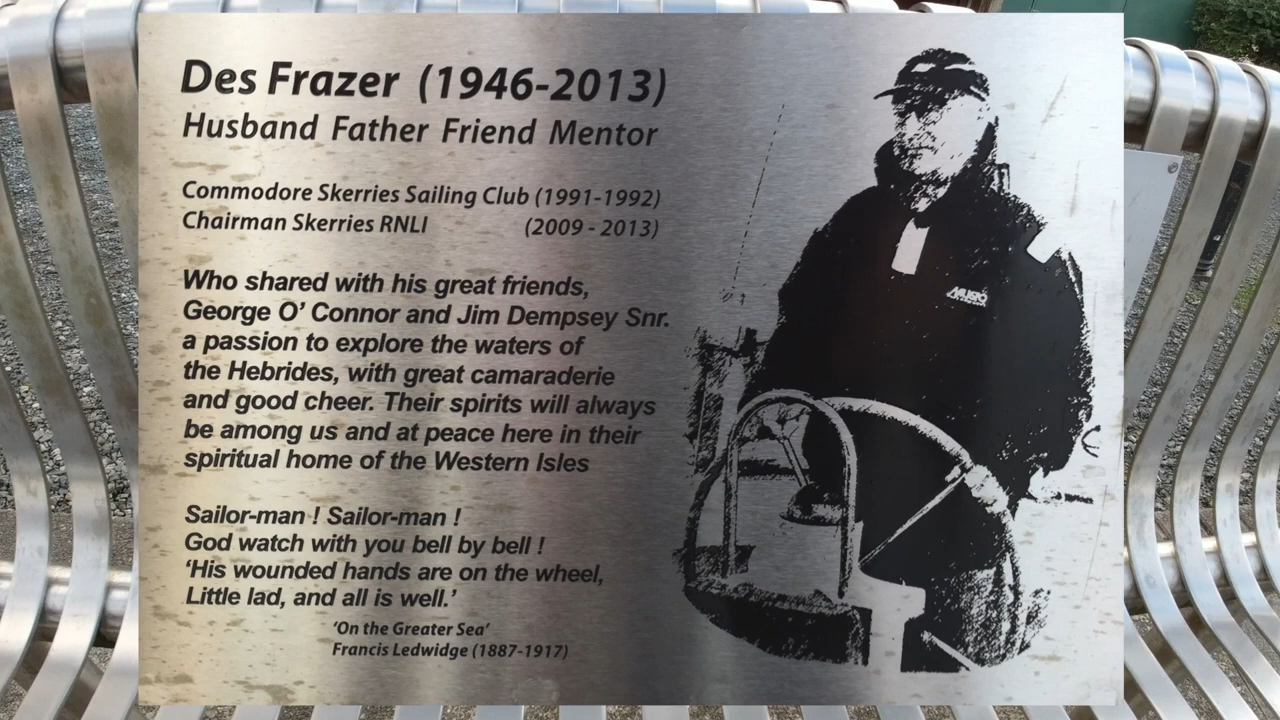 Des Frazer (1946-2013)
Husband Father Friend Mentor
Commodore Skerries Sailing Club (1991-1992)
Chairman Skerries RNLI (2009 - 2013)
Who shared with his great friends,
George O' Connor and Jim Dempsey Snr.
a passion to explore the waters of
the Hebrides, with great camaraderie
and good cheer. Their spirits will always
be among us and at peace here in their
spiritual home of the Western Isles
Sailor-man ! Sailor-man !
God watch with you bell by bell !
‘His wounded hands are on the wheel,
Little lad, and all is well.’
‘On the Greater Sea’
Francis Ledwidge (1887-1917)
MUSTO